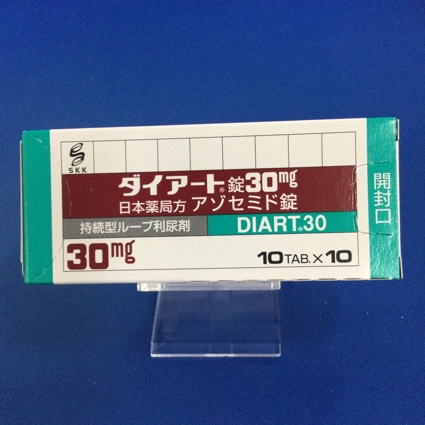 SKK
ダイアート®錠30mg
日本薬局方 アゾセミド錠
持続型ループ利尿剤
DIART®30
30mg
10TAB.×10
開封口